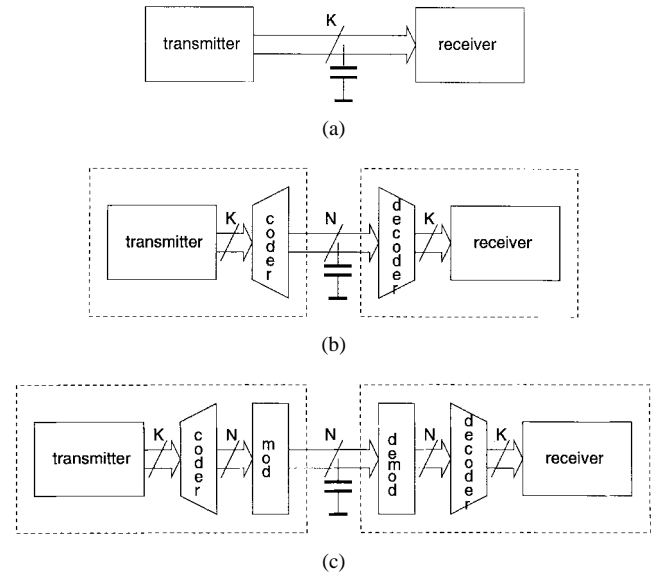 transmitter
K
receiver
(a)
transmitter
K
coder
N
decoder
K
receiver
(b)
transmitter
K
coder
N
mod
N
demod
N
decoder
K
receiver
(c)